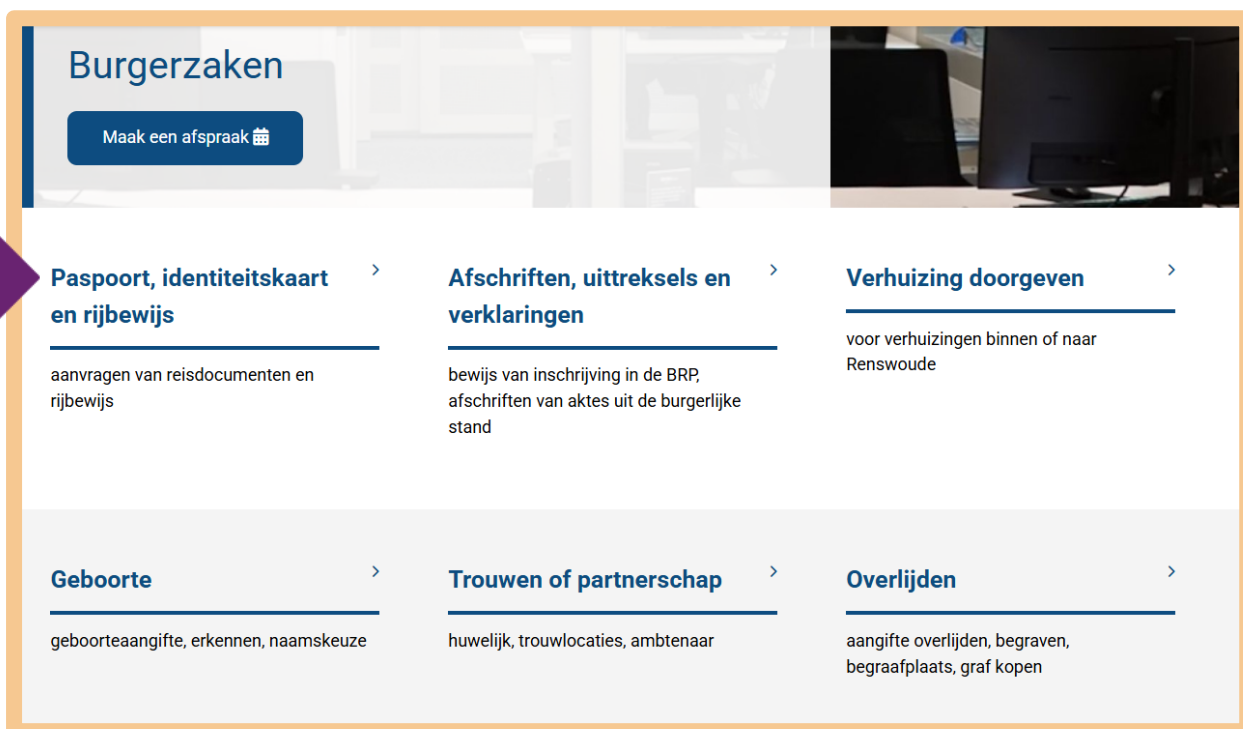 Burgerzaken
Maak een afspraak
Paspoort, identiteitskaart
en rijbewijs
aanvragen van reisdocumenten en
rijbewijs
Afschriften, uittreksels en
verklaringen
bewijs van inschrijving in de BRP,
afschriften van aktes uit de burgerlijke
stand
Verhuizing doorgeven
voor verhuizingen binnen of naar
Renswoude
Geboorte
geboorteaangifte, erkennen, naamskeuze
Trouwen of partnerschap
huwelijk, trouwlocaties, ambtenaar
Overlijden
aangifte overlijden, begraven,
begraafplaats, graf kopen